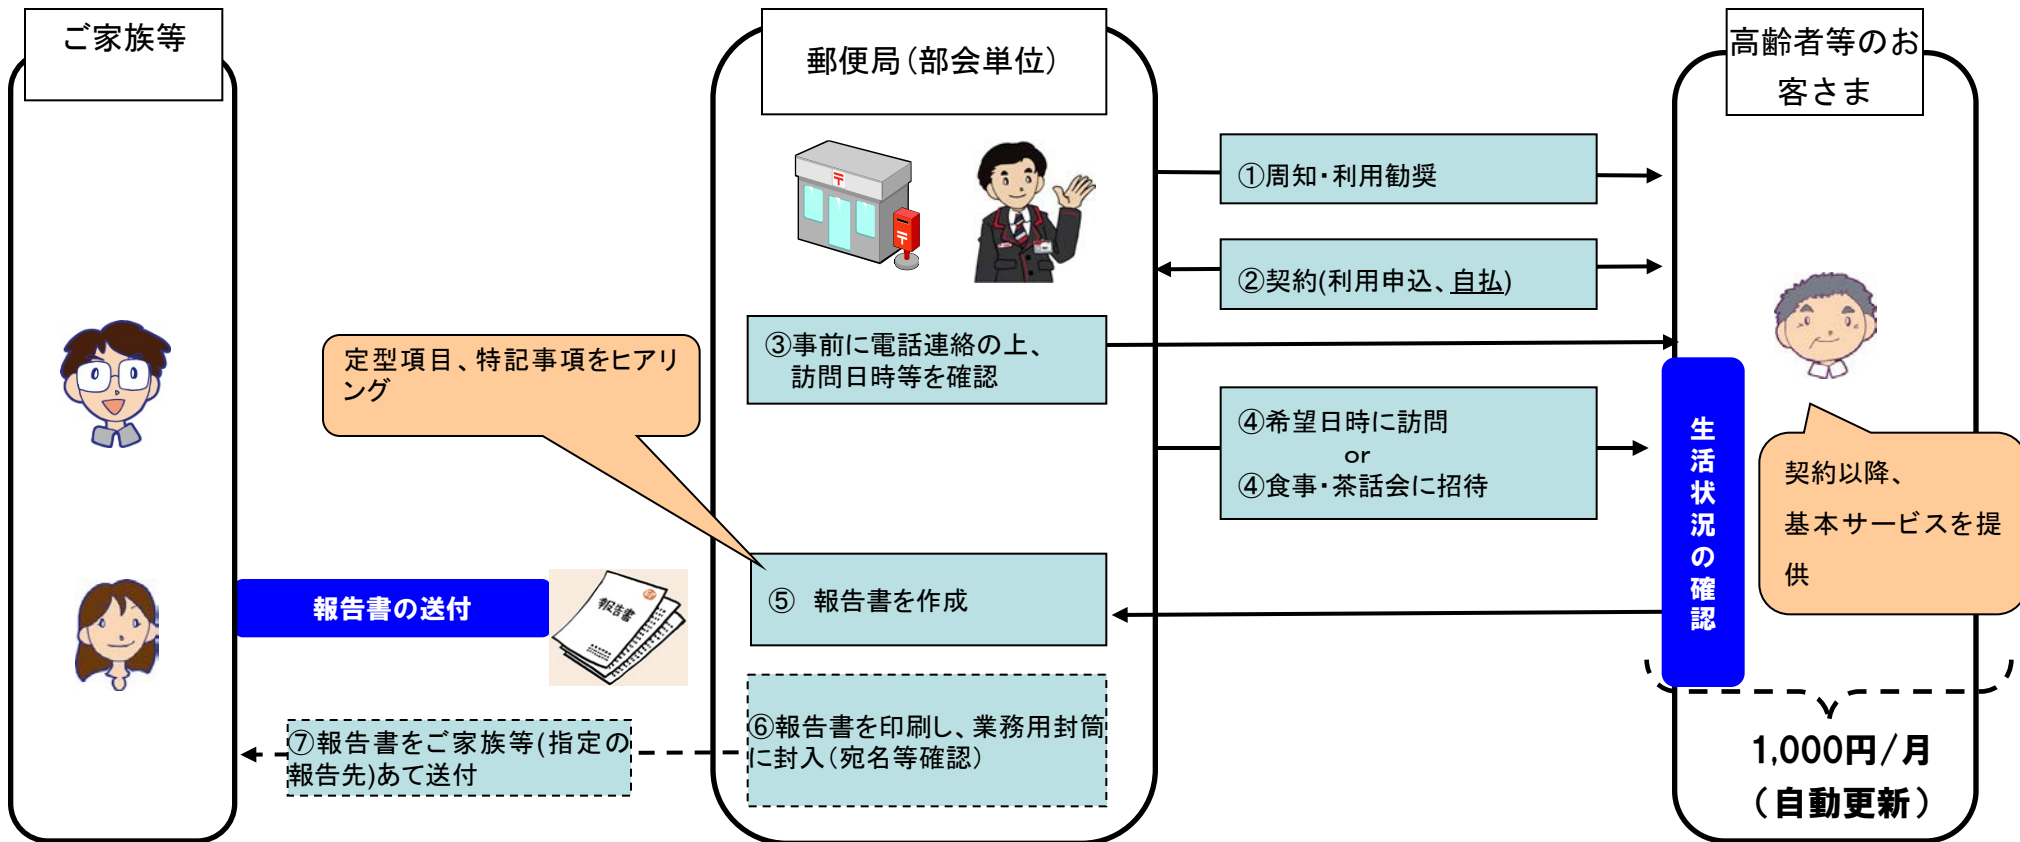 ご家族等
郵便局（部会単位）
高齢者等のお
客さま
①周知・利用勧奨
②契約(利用申込、自払)
③事前に電話連絡の上、
訪問日時等を確認
定型項目、特記事項をヒアリ
ング
④希望日時に訪問
or
④食事・茶話会に招待
生活状況の確認
契約以降、
基本サービスを提
供
⑤　報告書を作成
報告書の送付
報告書
⑥報告書を印刷し、業務用封筒
に封入（宛名等確認）
⑦報告書をご家族等(指定の
報告先)あて送付
1,000円/月
（自動更新）